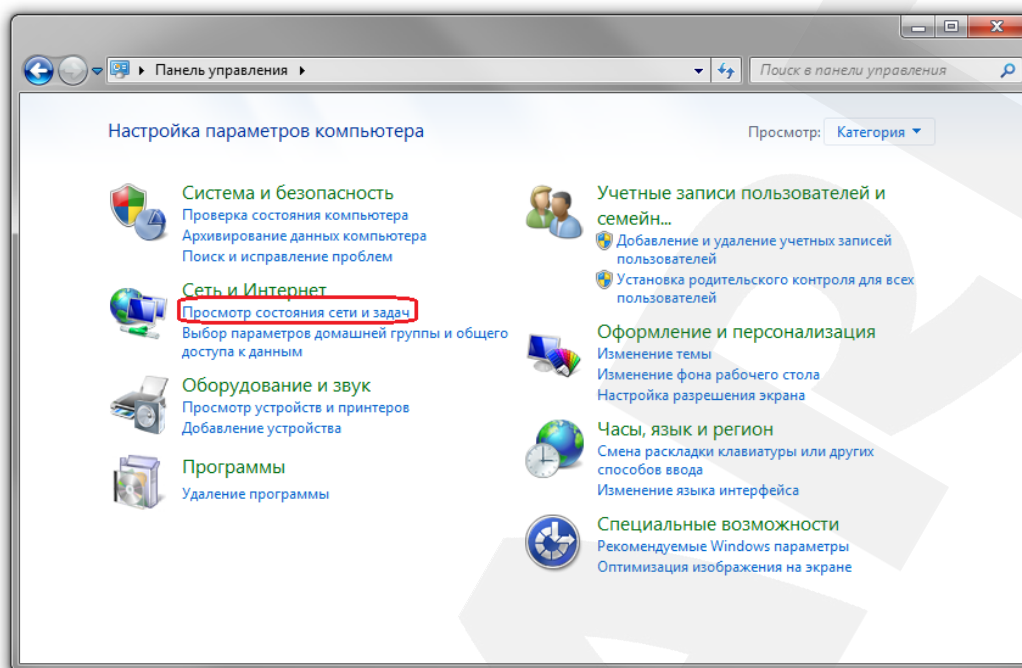 Панель управления
Поиск в панели управления
Настройка параметров компьютера
Просмотр: Категория
Система и безопасность
Проверка состояния компьютера
Архивирование данных компьютера
Поиск и исправление проблем
Сеть и Интернет
Просмотр состояния сети и задач
Выбор параметров домашней группы и общего
доступа к данным
Оборудование и звук
Просмотр устройств и принтеров
Добавление устройства
Программы
Удаление программы
Учетные записи пользователей и
семейн...
Добавление и удаление учетных записей
пользователей
Установка родительского контроля для всех
пользователей
Оформление и персонализация
Изменение темы
Изменение фона рабочего стола
Настройка разрешения экрана
Часы, язык и регион
Смена раскладки клавиатуры или других
способов ввода
Изменение языка интерфейса
Специальные возможности
Рекомендуемые Windows параметры
Оптимизация изображения на экране